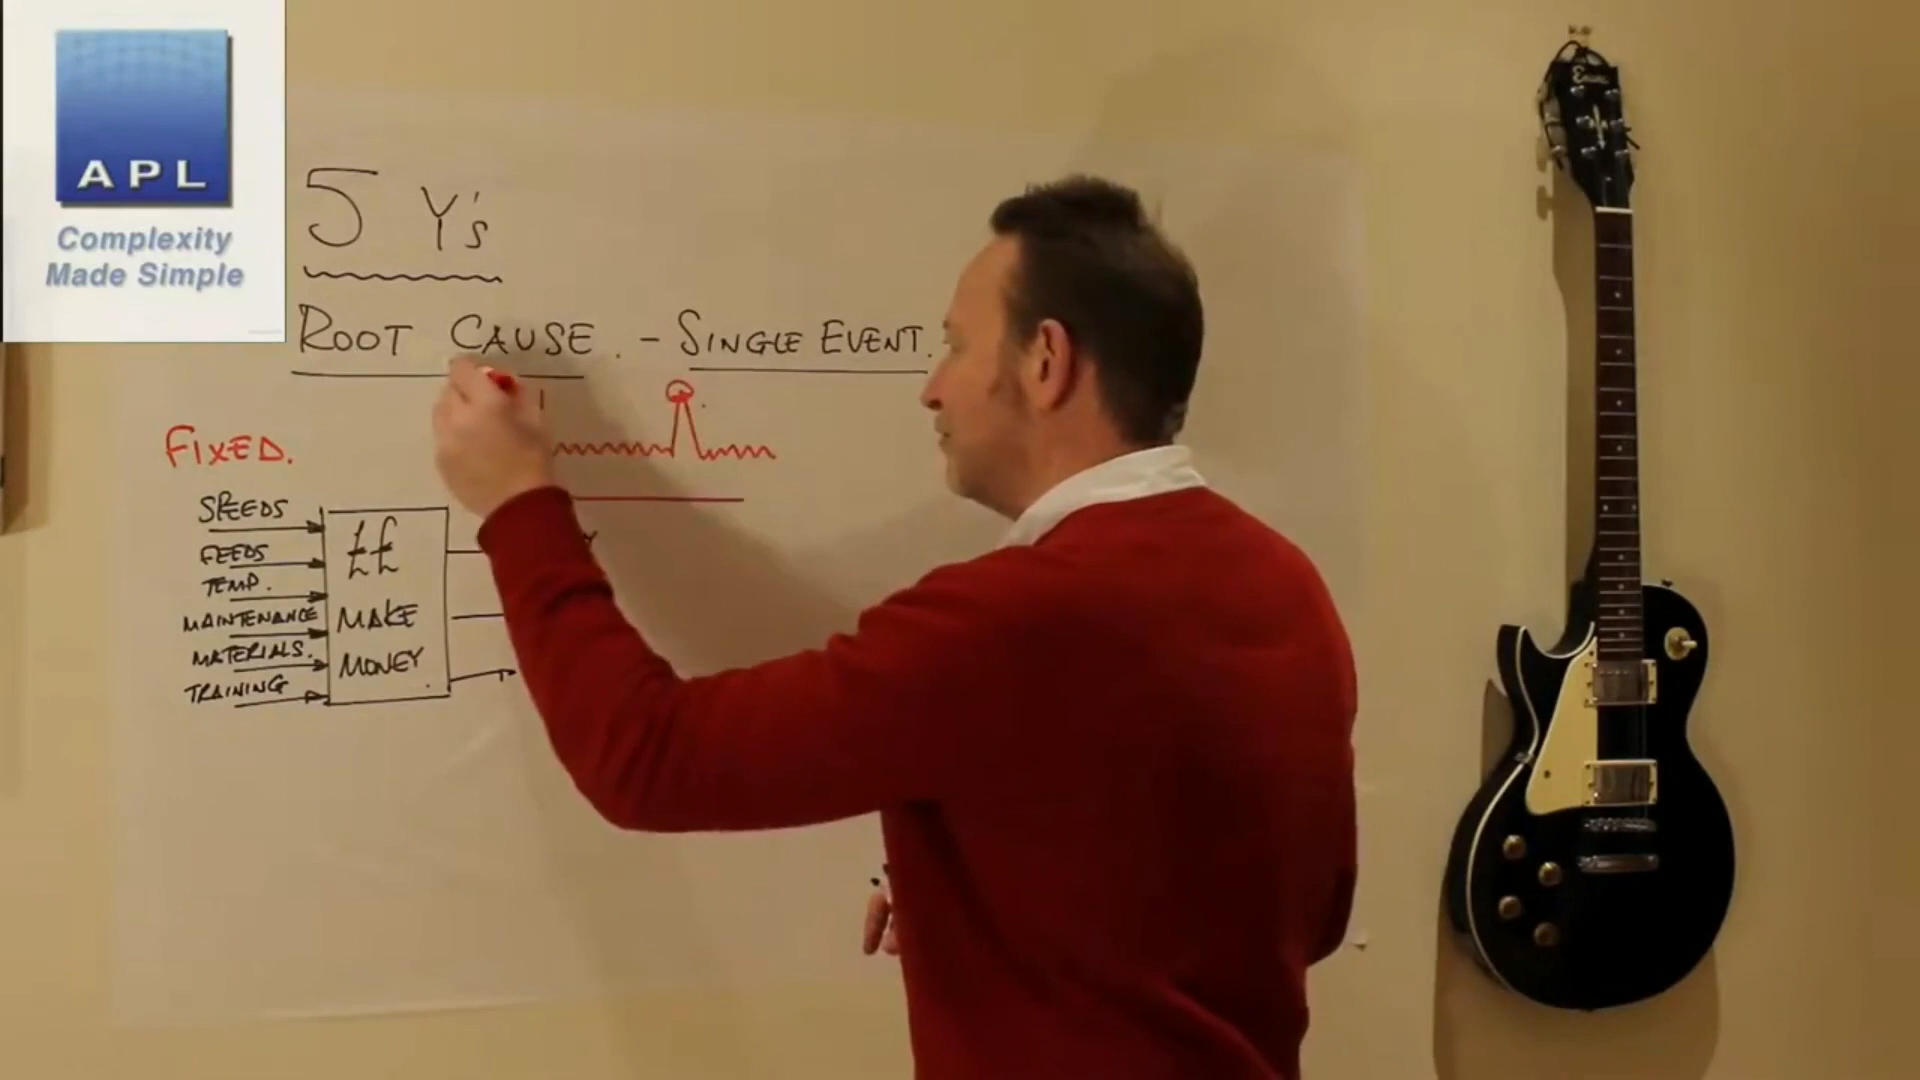 APL
Complexity
Made Simple
5 Y's
ROOT CAUSE. - SINGLE EVENT.
FIXED.
SPEEDS
FEEDS
TEMP.
MAINTENANCE
MATERIALS.
TRAINING
££
MAKE
MONEY